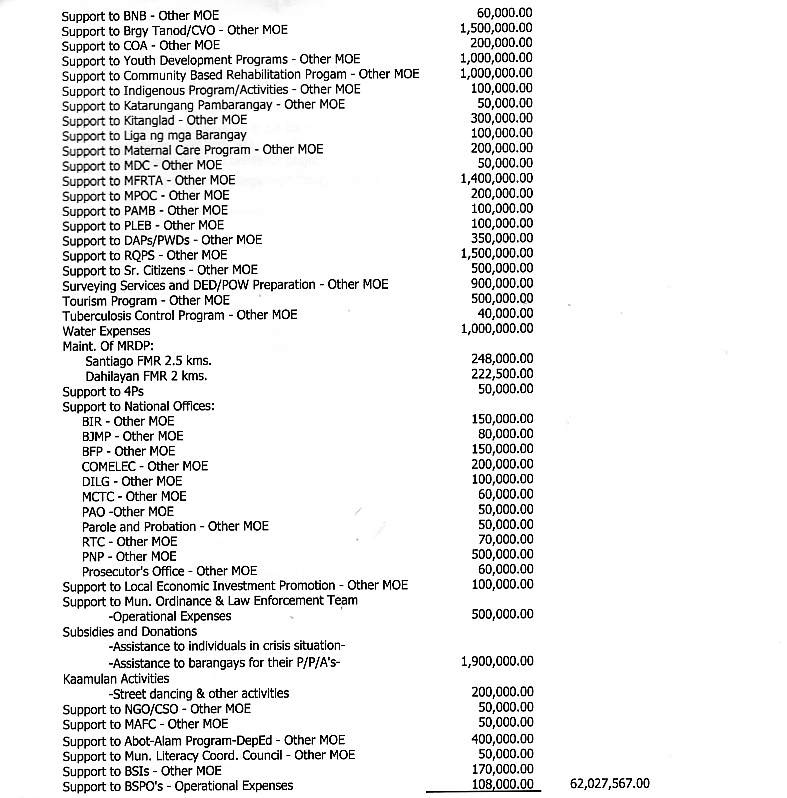 Support to BNB - Other MOE 60,000.00
Support to Brgy Tanod/CVO - Other MOE 1,500,000.00
Support to COA - Other MOE 200,000.00
Support to Youth Development Programs - Other MOE 1,000,000.00
Support to Community Based Rehabilitation Progam - Other MOE 1,000,000.00
Support to Indigenous Program/Activities - Other MOE 100,000.00
Support to Katarungang Pambarangay - Other MOE 50,000.00
Support to Kitanglad - Other MOE 300,000.00
Support to Liga ng mga Barangay 100,000.00
Support to Maternal Care Program - Other MOE 200,000.00
Support to MDC - Other MOE 50,000.00
Support to MFRTA - Other MOE 1,400,000.00
Support to MPOC - Other MOE 200,000.00
Support to PAMB - Other MOE 100,000.00
Support to PLEB - Other MOE 100,000.00
Support to DAPs/PWDs - Other MOE 350,000.00
Support to RQPS - Other MOE 1,500,000.00
Support to Sr. Citizens - Other MOE 500,000.00
Surveying Services and DED/POW Preparation - Other MOE 900,000.00
Tourism Program - Other MOE 500,000.00
Tuberculosis Control Program - Other MOE 40,000.00
Water Expenses 1,000,000.00
Maint. Of MRDP:
Santiago FMR 2.5 kms. 248,000.00
Dahilayan FMR 2 kms. 222,500.00
Support to 4Ps 50,000.00
Support to National Offices:
BIR - Other MOE 150,000.00
BJMP - Other MOE 80,000.00
BFP - Other MOE 150,000.00
COMELEC - Other MOE 200,000.00
DILG - Other MOE 100,000.00
MCTC - Other MOE 60,000.00
PAO -Other MOE 50,000.00
Parole and Probation - Other MOE 50,000.00
RTC - Other MOE 70,000.00
PNP - Other MOE 500,000.00
Prosecutor's Office - Other MOE 60,000.00
Support to Local Economic Investment Promotion - Other MOE 100,000.00
Support to Mun. Ordinance & Law Enforcement Team
-Operational Expenses 500,000.00
Subsidies and Donations
-Assistance to individuals in crisis situation-
-Assistance to barangays for their P/P/A's- 1,900,000.00
Kaamulan Activities
-Street dancing & other activities 200,000.00
Support to NGO/CSO - Other MOE 50,000.00
Support to MAFC - Other MOE 50,000.00
Support to Abot-Alam Program-DepEd - Other MOE 400,000.00
Support to Mun. Literacy Coord. Council - Other MOE 50,000.00
Support to BSIs - Other MOE 170,000.00
Support to BSPO's - Operational Expenses 108,000.00 62,027,567.00